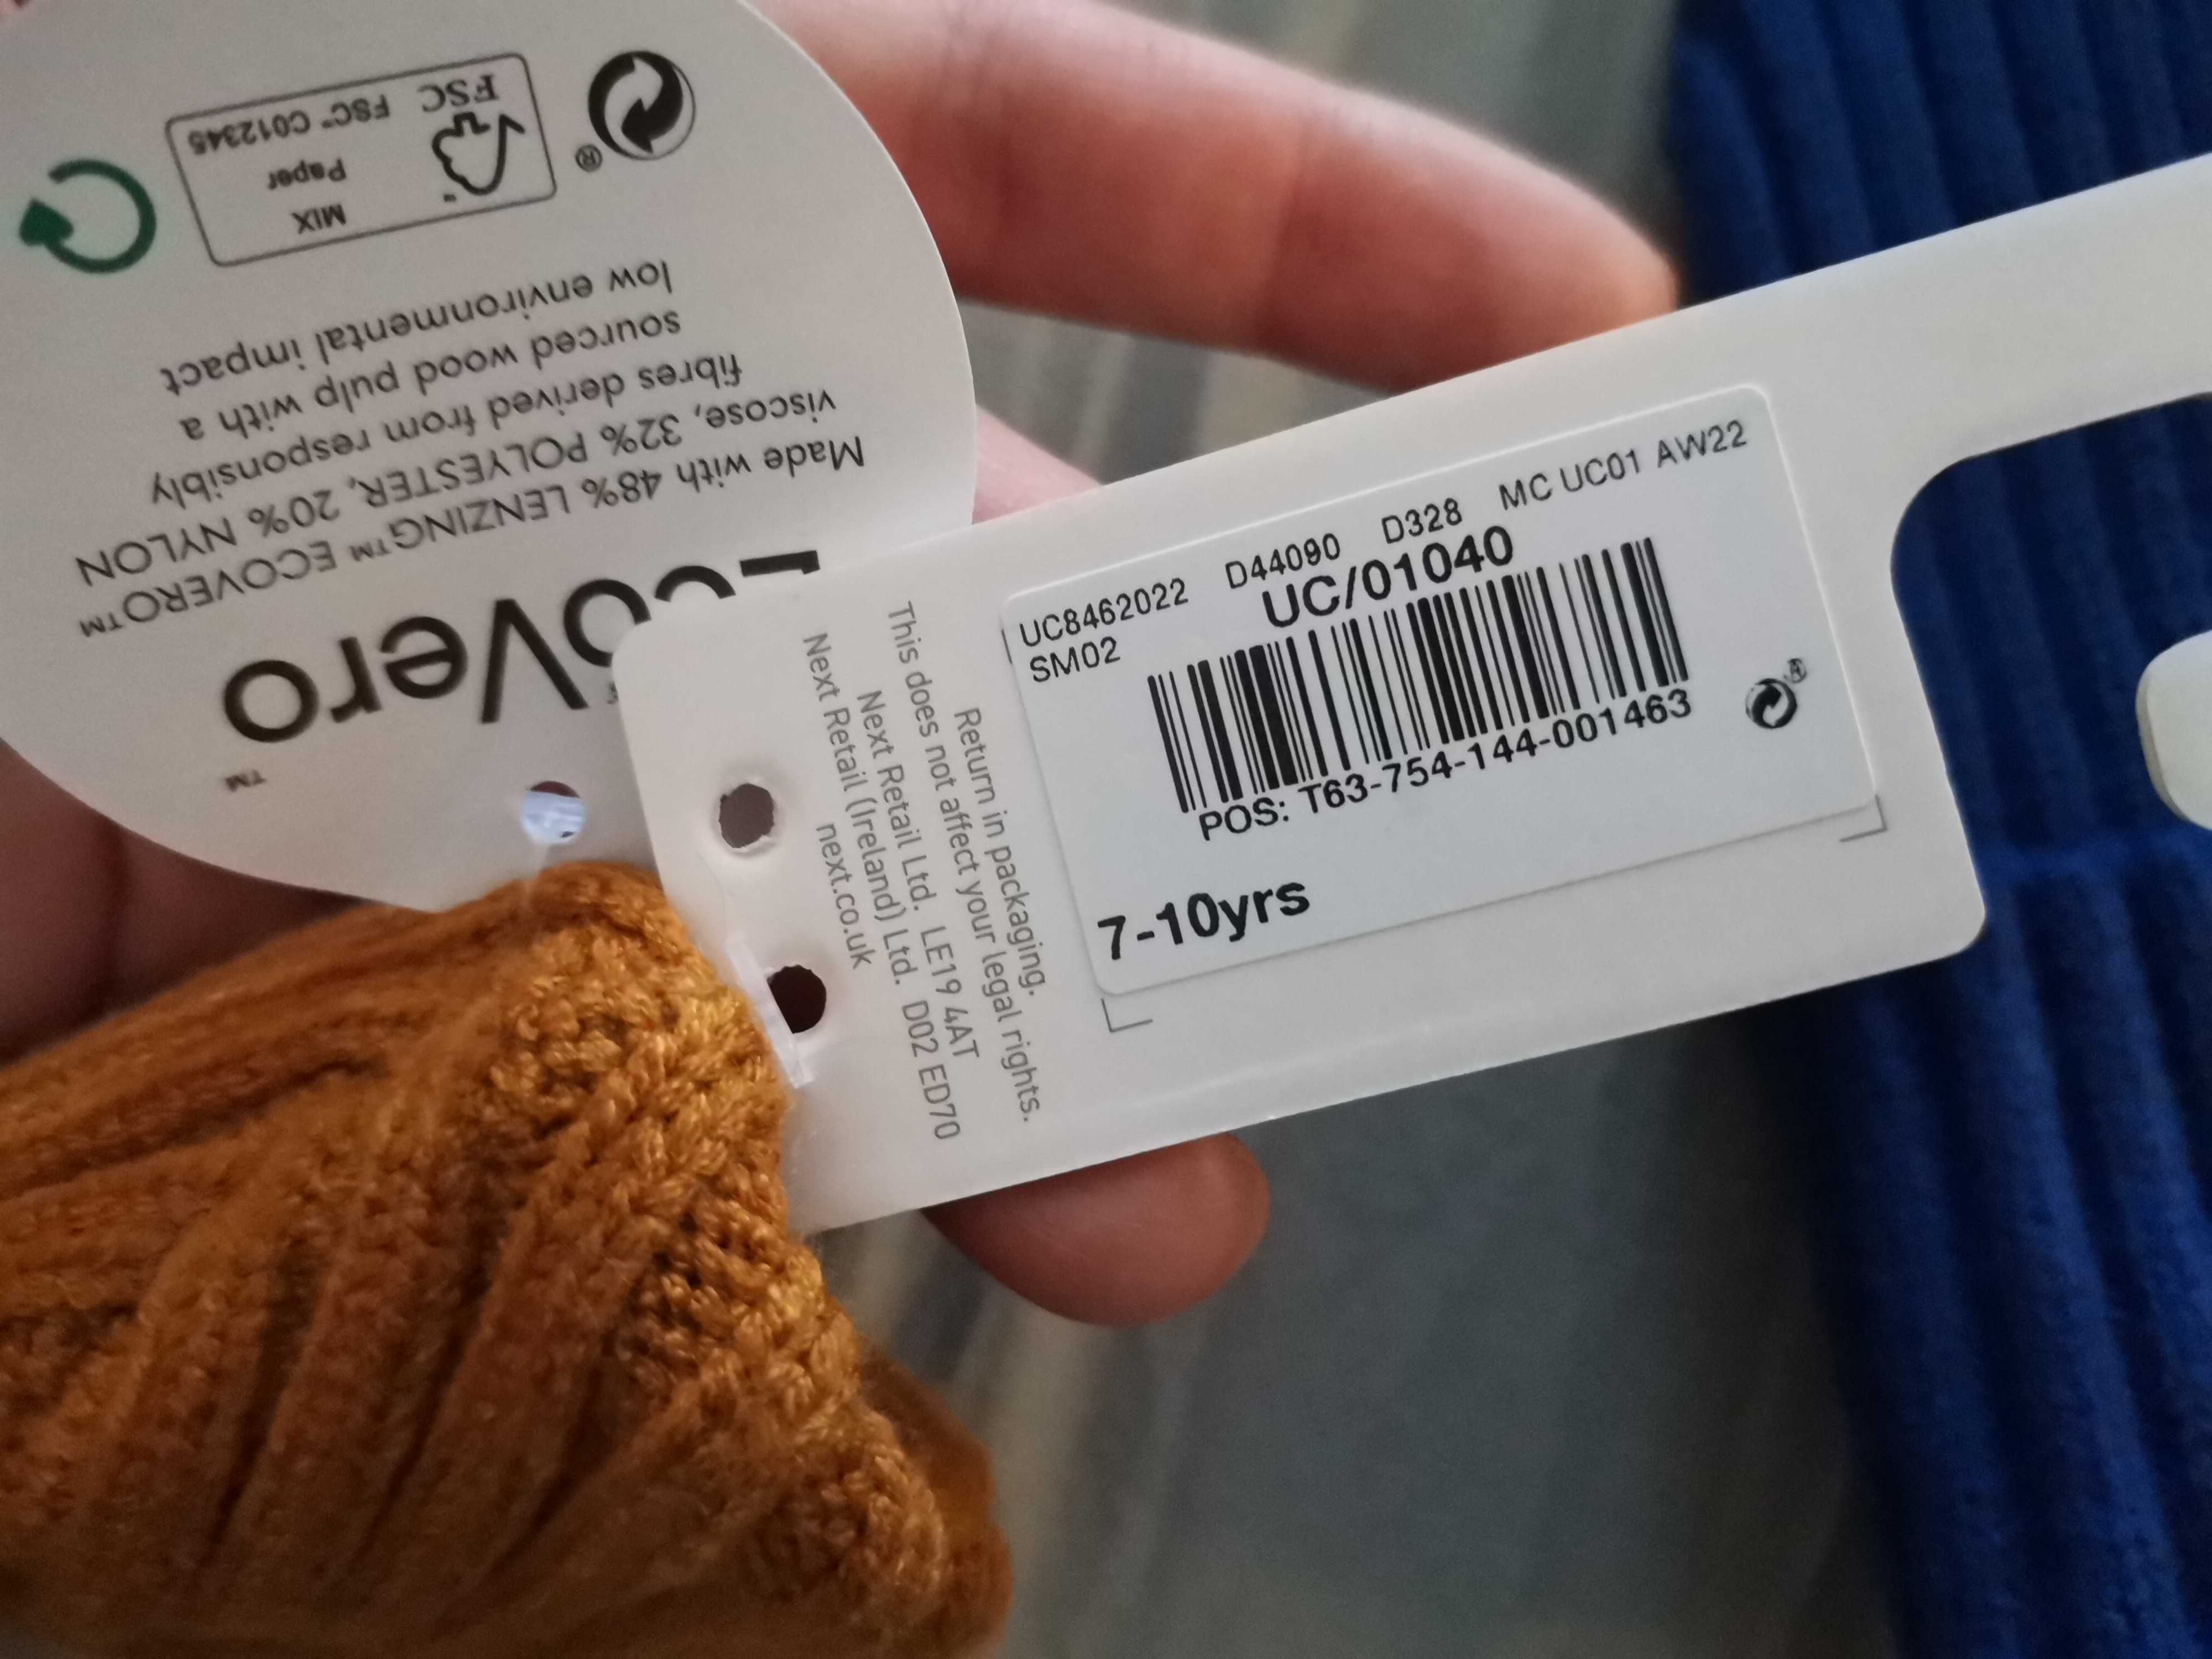 EcoVero™
Made with 48% LENZING™ ECOVERO™
viscose, 32% POLYESTER, 20% NYLON
fibres derived from responsibly
sourced wood pulp with a
low environmental impact
MIX
Paper
FSC™ C012345
FSC
™
®
UC8462022 D44090 D328 MC UC01 AW22
SM02 UC/01040
POS: T63-754-144-001463
®
7-10yrs
Return in packaging.
This does not affect your legal rights.
Next Retail Ltd. LE19 4AT
Next Retail (Ireland) Ltd. D02 ED70
next.co.uk